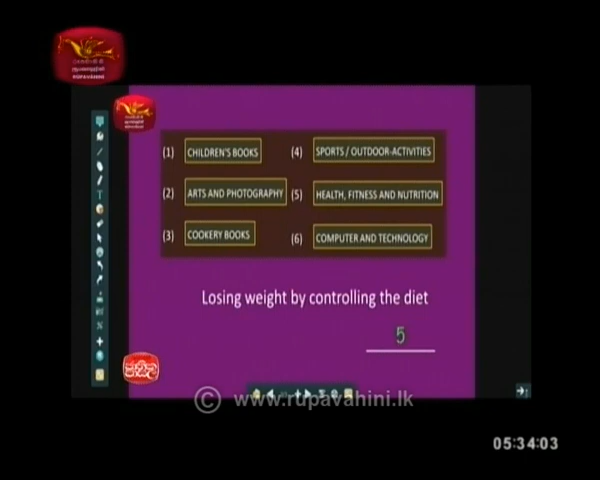 RUPAVAHINI
(1) CHILDREN'S BOOKS (4) SPORTS / OUTDOOR-ACTIVITIES
(2) ARTS AND PHOTOGRAPHY (5) HEALTH, FITNESS AND NUTRITION
(3) COOKERY BOOKS (6) COMPUTER AND TECHNOLOGY
Losing weight by controlling the diet
5
© www.rupavahini.lk
05:34:03